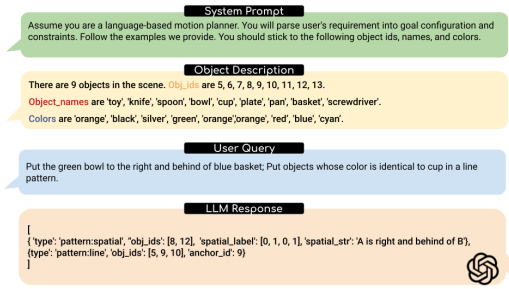 System Prompt
Assume you are a language-based motion planner. You will parse user's requirement into goal configuration and
constraints. Follow the examples we provide. You should stick to the following object ids, names, and colors.
Object Description
There are 9 objects in the scene. Obj_ids are 5, 6, 7, 8, 9, 10, 11, 12, 13.
Object_names are 'toy', 'knife', 'spoon', 'bowl', 'cup', 'plate', 'pan', 'basket', 'screwdriver'.
Colors are 'orange', 'black', 'silver', 'green', 'orange','orange', 'red', 'blue', 'cyan'.
User Query
Put the green bowl to the right and behind of blue basket; Put objects whose color is identical to cup in a line
pattern.
LLM Response
[
{ 'type': 'pattern:spatial', "obj_ids': [8, 12], 'spatial_label': [0, 1, 0, 1], 'spatial_str': 'A is right and behind of B'},
{type': 'pattern:line', obj_ids': [5, 9, 10], 'anchor_id': 9}
]